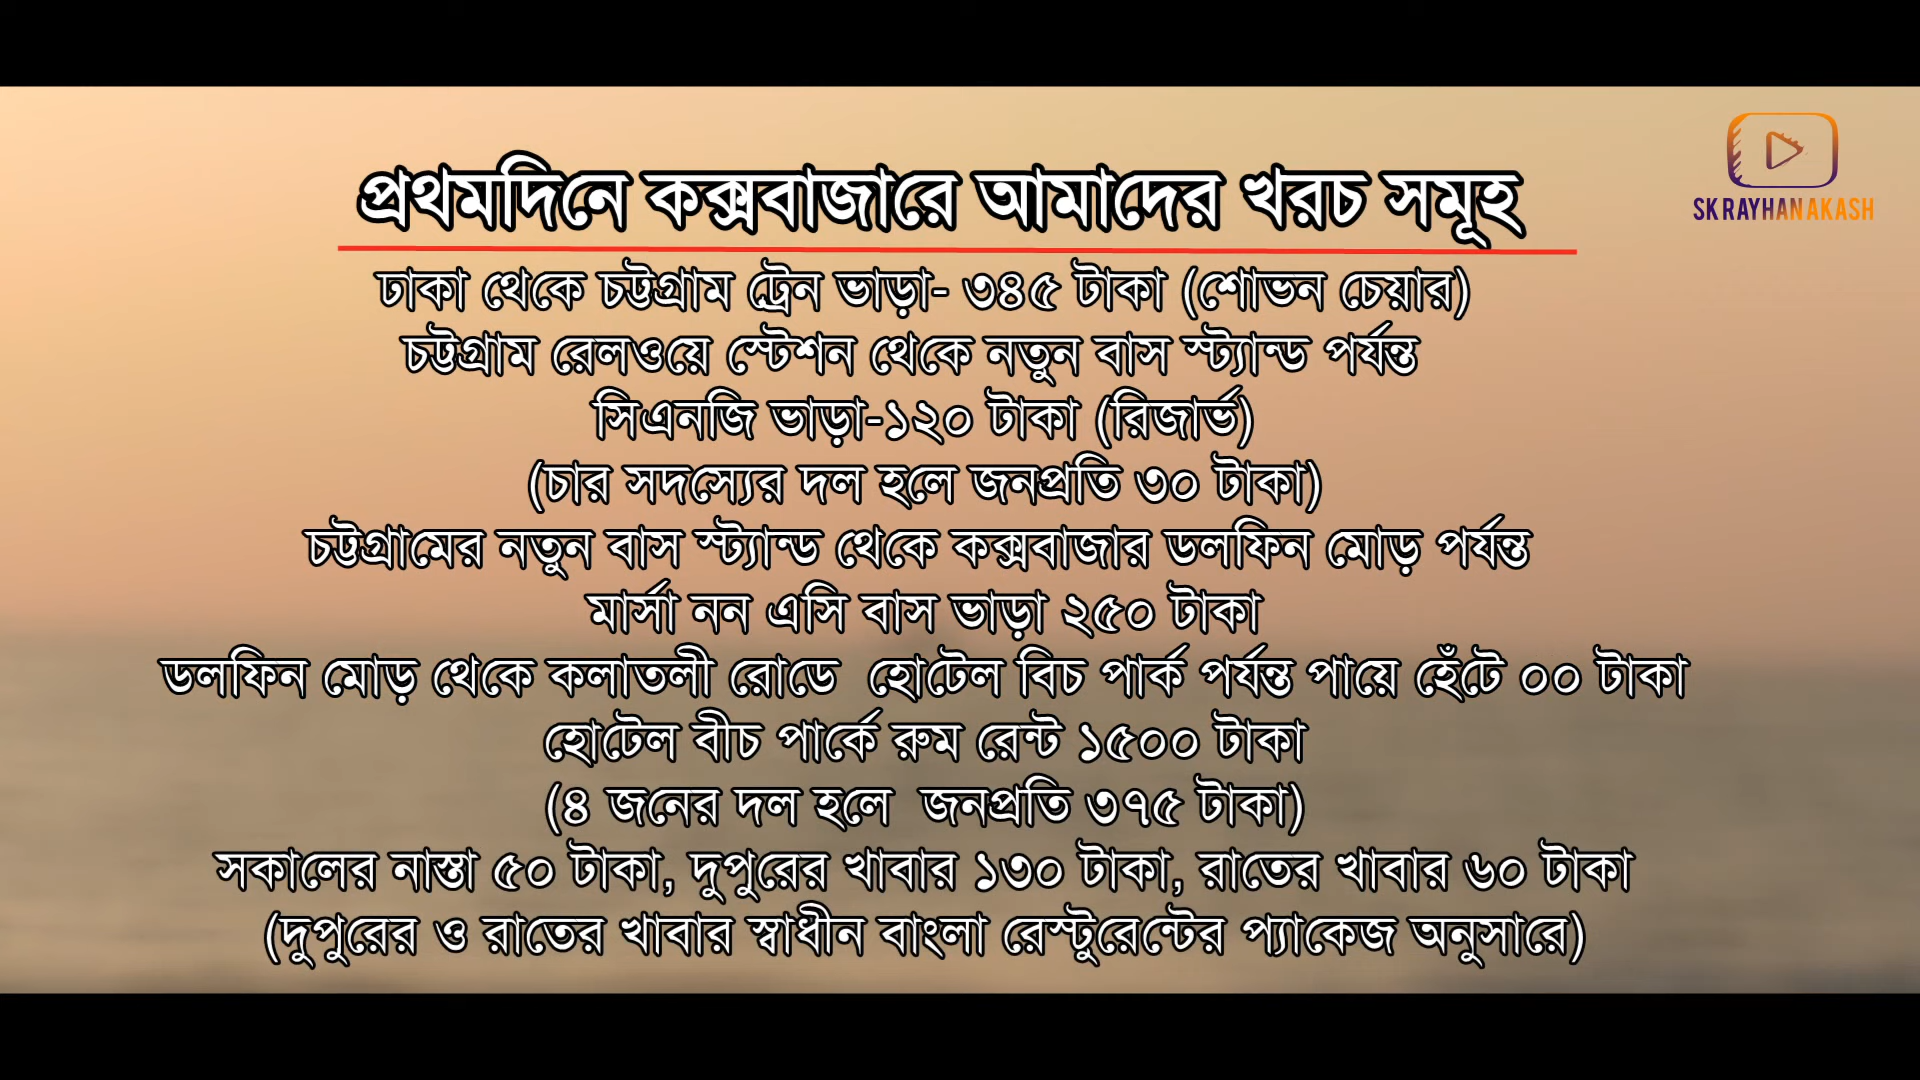 প্রথমদিনে কক্সবাজারে আমাদের খরচ সমূহ
SK RAYHAN AKASH
ঢাকা থেকে চট্টগ্রাম ট্রেন ভাড়া- ৩৪৫ টাকা (শোভন চেয়ার)
চট্টগ্রাম রেলওয়ে স্টেশন থেকে নতুন বাস স্ট্যান্ড পর্যন্ত
সিএনজি ভাড়া-১২০ টাকা (রিজার্ভ)
(চার সদস্যের দল হলে জনপ্রতি ৩০ টাকা)
চট্টগ্রামের নতুন বাস স্ট্যান্ড থেকে কক্সবাজার ডলফিন মোড় পর্যন্ত
মার্সা নন এসি বাস ভাড়া ২৫০ টাকা
ডলফিন মোড় থেকে কলাতলী রোডে হোটেল বিচ পার্ক পর্যন্ত পায়ে হেঁটে ০০ টাকা
হোটেল বীচ পার্কে রুম রেন্ট ১৫০০ টাকা
(৪ জনের দল হলে জনপ্রতি ৩৭৫ টাকা)
সকালের নাস্তা ৫০ টাকা, দুপুরের খাবার ১৩০ টাকা, রাতের খাবার ৬০ টাকা
(দুপুরের ও রাতের খাবার স্বাধীন বাংলা রেস্টুরেন্টের প্যাকেজ অনুসারে)